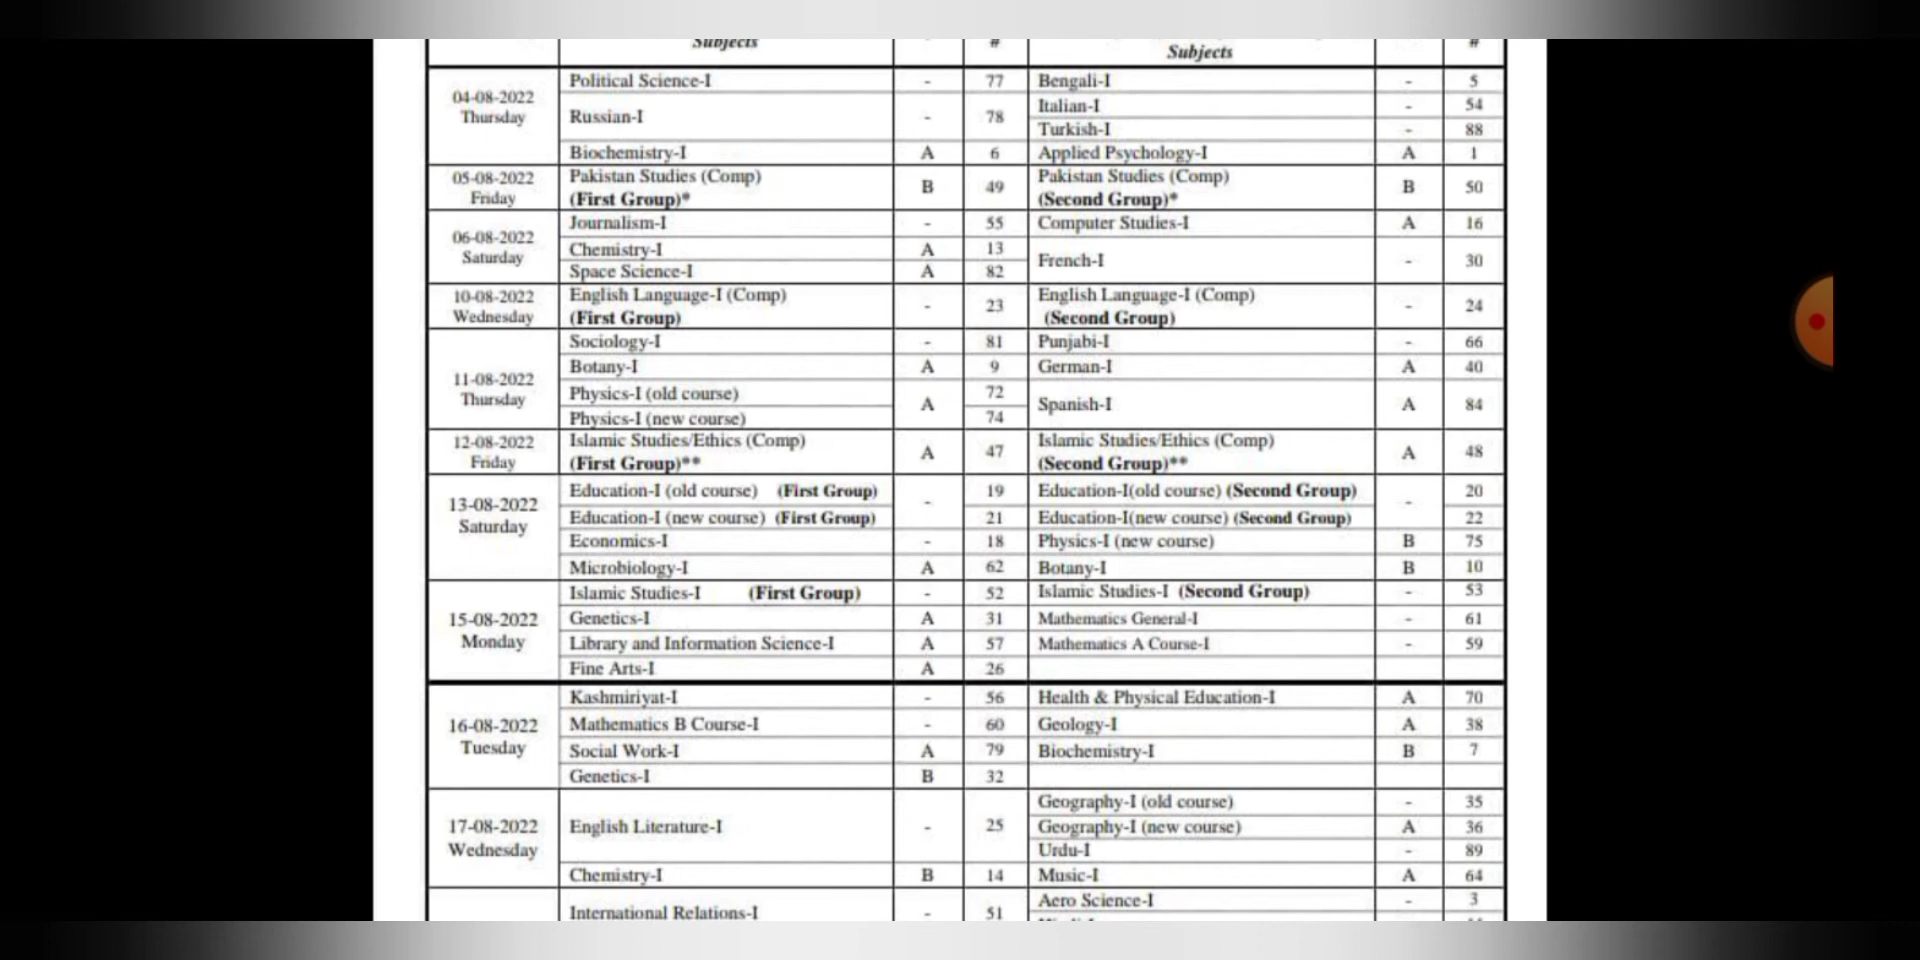 Subjects # Subjects #
04-08-2022 Thursday
Political Science-I - 77 Bengali-I - 5
Russian-I - 78 Italian-I - 54
Turkish-I - 88
Biochemistry-I A 6 Applied Psychology-I A 1
05-08-2022 Friday
Pakistan Studies (Comp) (First Group)* B 49 Pakistan Studies (Comp) (Second Group)* B 50
06-08-2022 Saturday
Journalism-I - 55 Computer Studies-I A 16
Chemistry-I A 13 French-I - 30
Space Science-I A 82
10-08-2022 Wednesday
English Language-I (Comp) (First Group) - 23 English Language-I (Comp) (Second Group) - 24
11-08-2022 Thursday
Sociology-I - 81 Punjabi-I - 66
Botany-I A 9 German-I A 40
Physics-I (old course) A 72 Spanish-I A 84
Physics-I (new course) 74
12-08-2022 Friday
Islamic Studies/Ethics (Comp) (First Group)** A 47 Islamic Studies/Ethics (Comp) (Second Group)** A 48
13-08-2022 Saturday
Education-I (old course) (First Group) - 19 Education-I(old course) (Second Group) - 20
Education-I (new course) (First Group) 21 Education-I(new course) (Second Group) 22
Economics-I - 18 Physics-I (new course) B 75
Microbiology-I A 62 Botany-I B 10
15-08-2022 Monday
Islamic Studies-I (First Group) - 52 Islamic Studies-I (Second Group) - 53
Genetics-I A 31 Mathematics General-I - 61
Library and Information Science-I A 57 Mathematics A Course-I - 59
Fine Arts-I A 26
16-08-2022 Tuesday
Kashmiriyat-I - 56 Health & Physical Education-I A 70
Mathematics B Course-I - 60 Geology-I A 38
Social Work-I A 79 Biochemistry-I B 7
Genetics-I B 32
17-08-2022 Wednesday
English Literature-I - 25 Geography-I (old course) - 35
Geography-I (new course) A 36
Urdu-I - 89
Chemistry-I B 14 Music-I A 64
International Relations-I - 51 Aero Science-I - 3